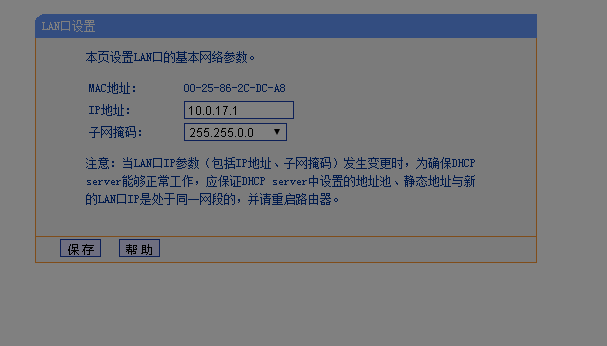 LAN口设置
本页设置LAN口的基本网络参数。
MAC地址: 00-25-86-2C-DC-A8
IP地址: 10.0.17.1
子网掩码: 255.255.0.0
注意：当LAN口IP参数（包括IP地址、子网掩码）发生变更时，为确保DHCP
server能够正常工作，应保证DHCP server中设置的地址池、静态地址与新
的LAN口IP是处于同一网段的，并请重启路由器。
保存 帮助